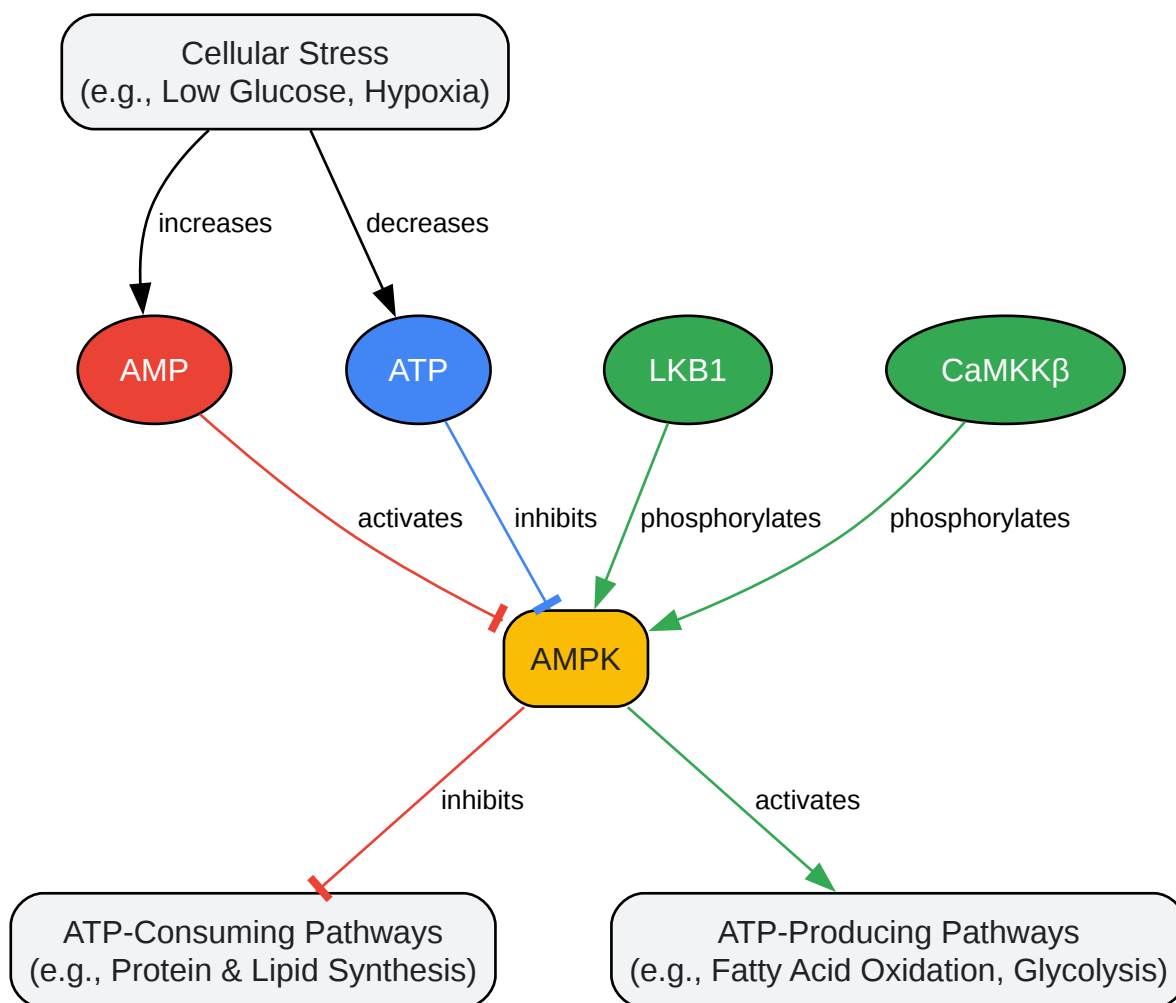 Cellular Stress
(e.g., Low Glucose, Hypoxia)
increases
decreases
AMP
ATP
LKB1
CaMKKβ
activates
inhibits
phosphorylates
phosphorylates
AMPK
inhibits
activates
ATP-Consuming Pathways
(e.g., Protein & Lipid Synthesis)
ATP-Producing Pathways
(e.g., Fatty Acid Oxidation, Glycolysis)